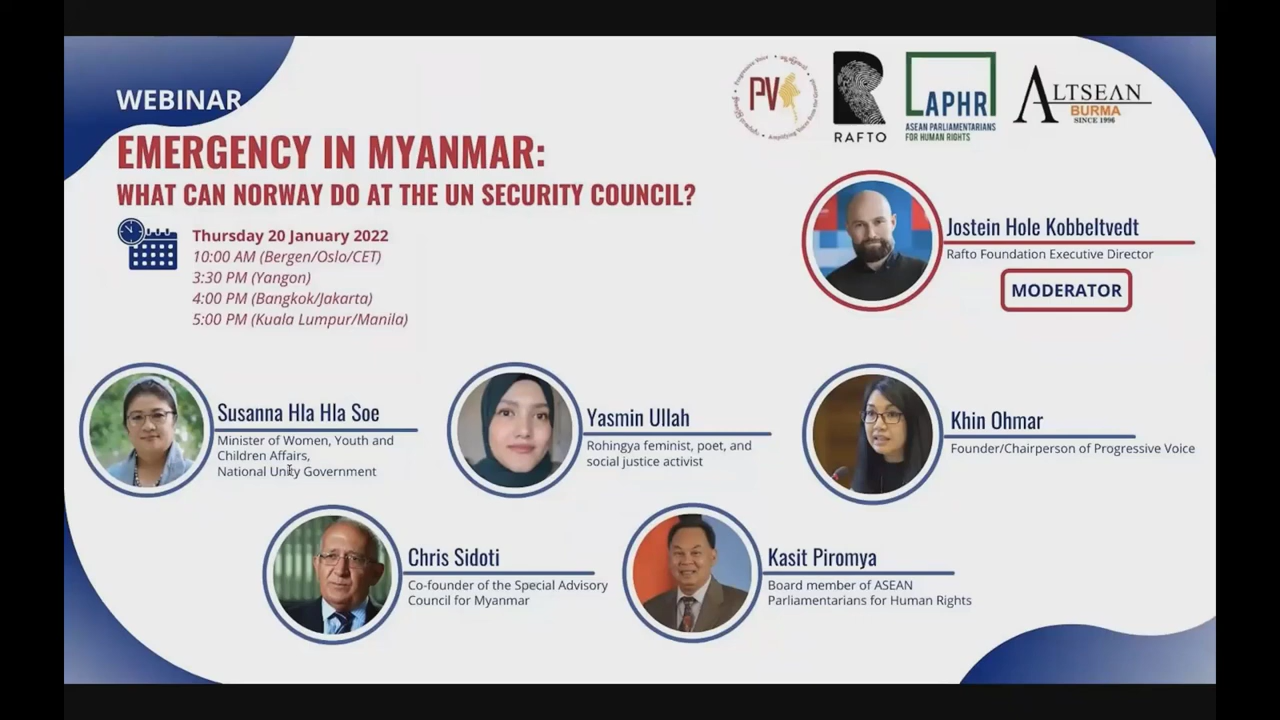 WEBINAR
EMERGENCY IN MYANMAR:
WHAT CAN NORWAY DO AT THE UN SECURITY COUNCIL?
Thursday 20 January 2022
10:00 AM (Bergen/Oslo/CET)
3:30 PM (Yangon)
4:00 PM (Bangkok/Jakarta)
5:00 PM (Kuala Lumpur/Manila)
PV
RAFTO
APHR
ASEAN PARLIAMENTARIANS
FOR HUMAN RIGHTS
ALTSEAN
BURMA
SINCE 1996
Jostein Hole Kobbeltvedt
Rafto Foundation Executive Director
MODERATOR
Susanna Hla Hla Soe
Minister of Women, Youth and
Children Affairs,
National Unity Government
Yasmin Ullah
Rohingya feminist, poet, and
social justice activist
Khin Ohmar
Founder/Chairperson of Progressive Voice
Chris Sidoti
Co-founder of the Special Advisory
Council for Myanmar
Kasit Piromya
Board member of ASEAN
Parliamentarians for Human Rights